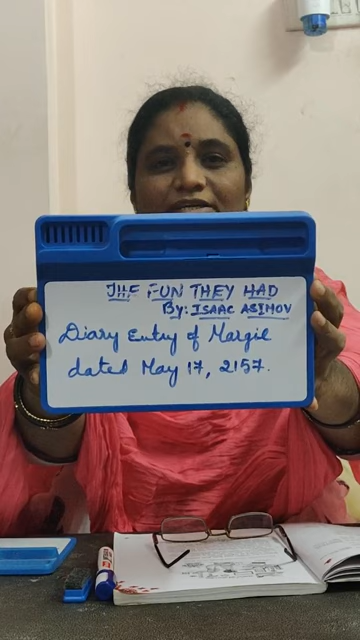 THE FUN THEY HAD
By: ISAAC ASIMOV
Diary Entry of Margie
dated May 17, 2157.